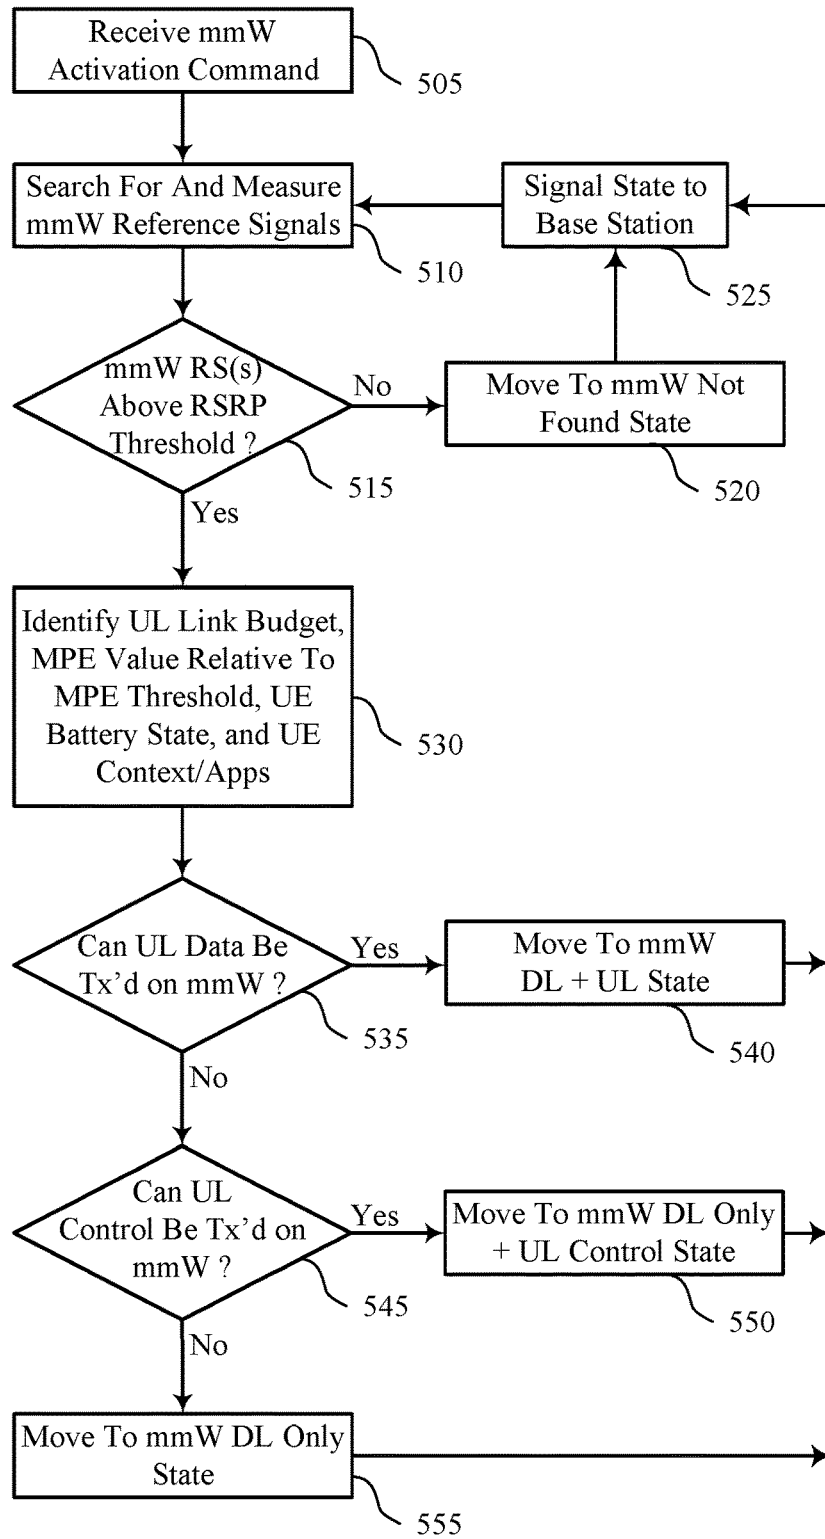 Receive mmW
Activation Command
505
Search For And Measure
mmW Reference Signals
510
Signal State to
Base Station
525
mmW RS(s)
Above RSRP
Threshold ?
515
No
Move To mmW Not
Found State
520
Yes
Identify UL Link Budget,
MPE Value Relative To
MPE Threshold, UE
Battery State, and UE
Context/Apps
530
Can UL Data Be
Tx'd on mmW ?
535
Yes
Move To mmW
DL + UL State
540
No
Can UL
Control Be Tx'd on
mmW ?
545
Yes
Move To mmW DL Only
+ UL Control State
550
No
Move To mmW DL Only
State
555